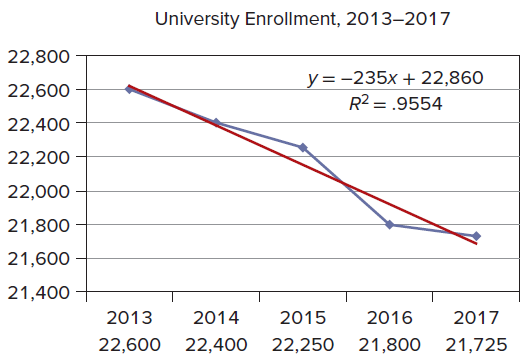 University Enrollment, 2013–2017
22,800
y = –235x + 22,860
22,600
R² = .9554
22,400
22,200
22,000
21,800
21,600
21,400
2013 2014 2015 2016 2017
22,600 22,400 22,250 21,800 21,725